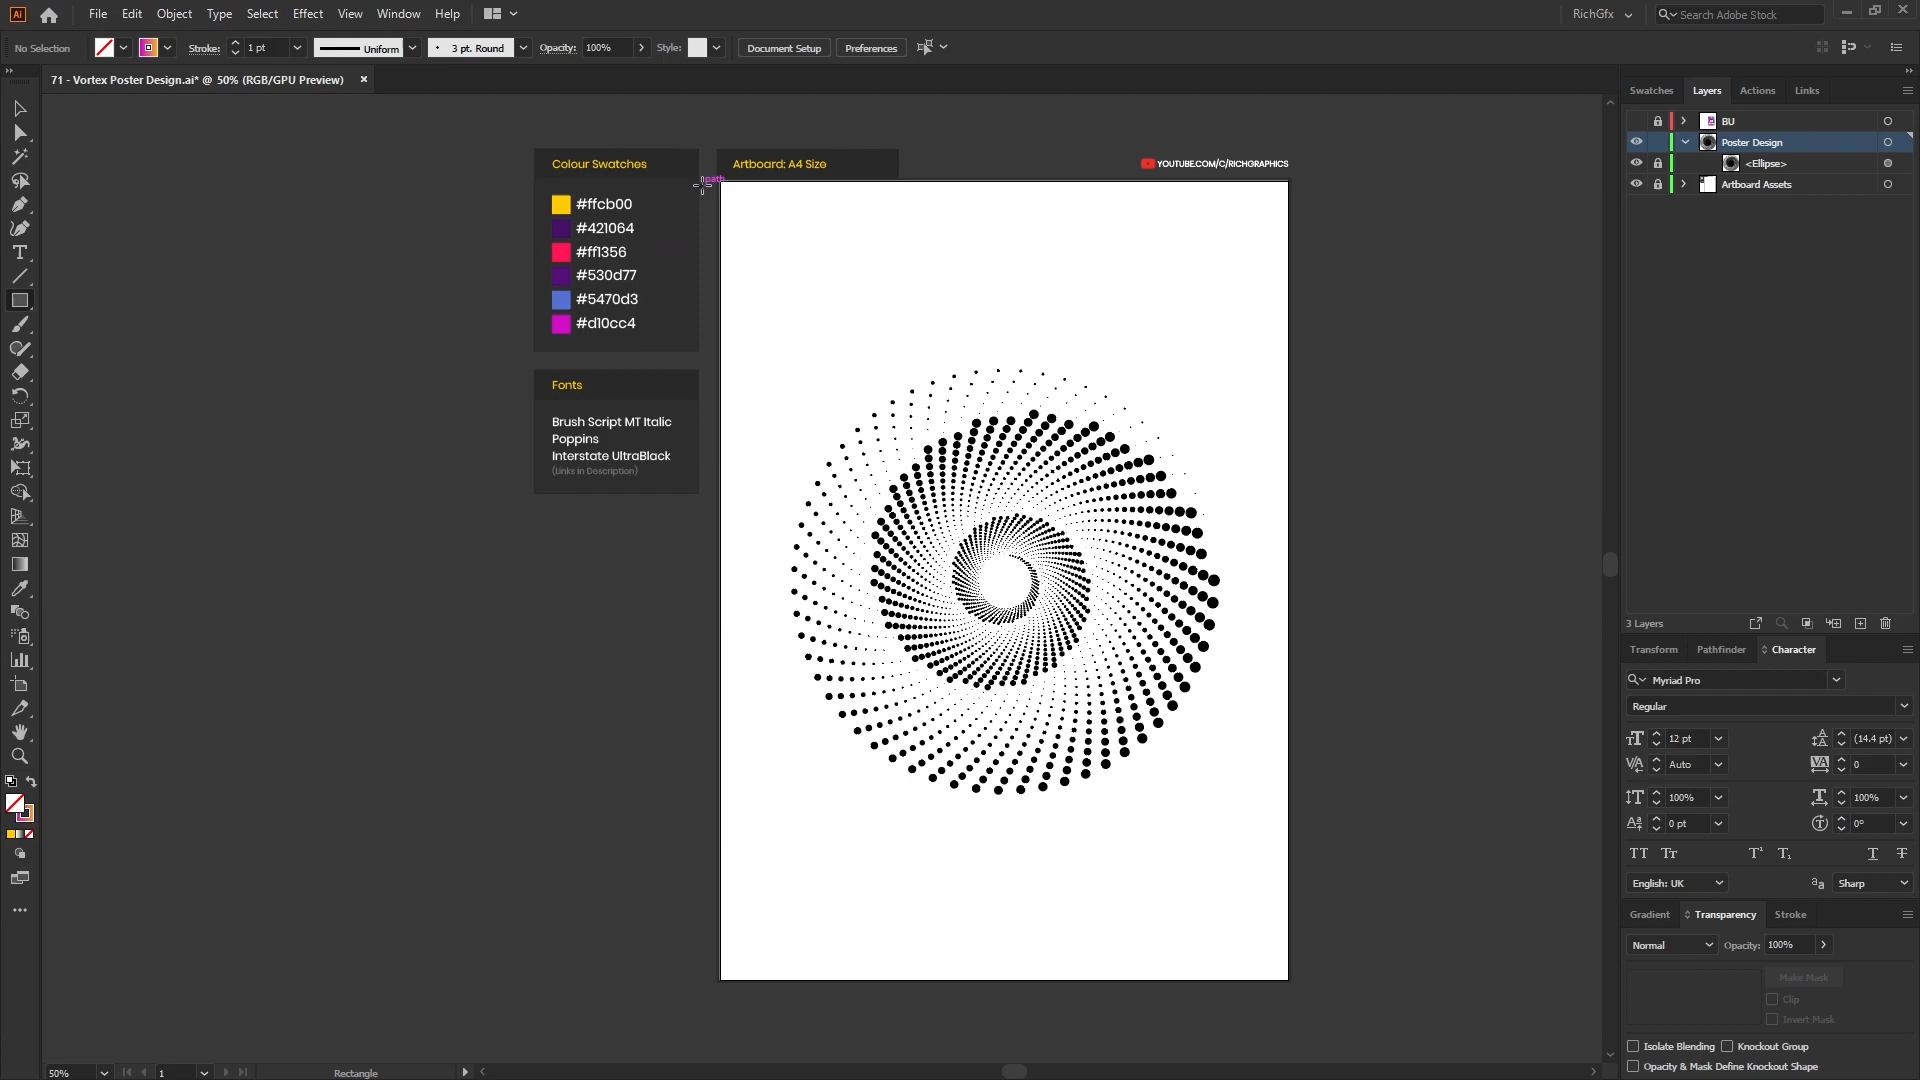 File Edit Object Type Select Effect View Window Help
RichGfx
Search Adobe Stock
Ai
No Selection
Stroke:
1 pt
Uniform
3 pt. Round
Opacity:
100%
Style:
Document Setup
Preferences
71 - Vortex Poster Design.ai* @ 50% (RGB/GPU Preview)
Swatches Layers Actions Links
BU
Poster Design
<Ellipse>
Artboard Assets
Colour Swatches
#ffcb00
#421064
#ff1356
#530d77
#5470d3
#d10cc4
Fonts
Brush Script MT Italic
Poppins
Interstate UltraBlack
(Links in Description)
Artboard: A4 Size
path
YOUTUBE.COM/C/RICHGRAPHICS
3 Layers
Transform Pathfinder Character
Myriad Pro
Regular
12 pt (14.4 pt)
Auto 0
100% 100%
0 pt 0°
English: UK
Sharp
Gradient Transparency Stroke
Normal
Opacity: 100%
Make Mask
Clip
Invert Mask
Isolate Blending Knockout Group
Opacity & Mask Define Knockout Shape
50%
1
Rectangle